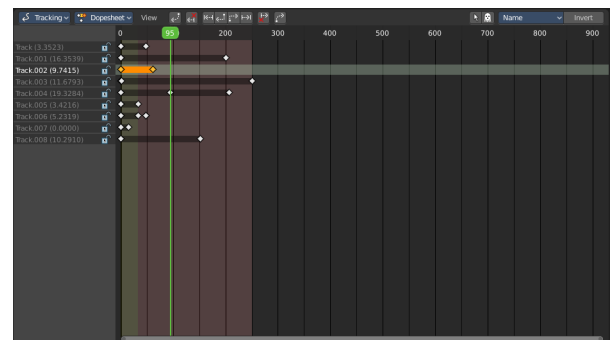 Tracking Dopesheet View Name Invert
0 95 200 300 400 500 600 700 800 900
Track (3.3523)
Track.001 (16.3539)
Track.002 (9.7415)
Track.003 (11.6793)
Track.004 (19.3284)
Track.005 (3.4216)
Track.006 (5.2319)
Track.007 (0.0000)
Track.008 (10.2910)